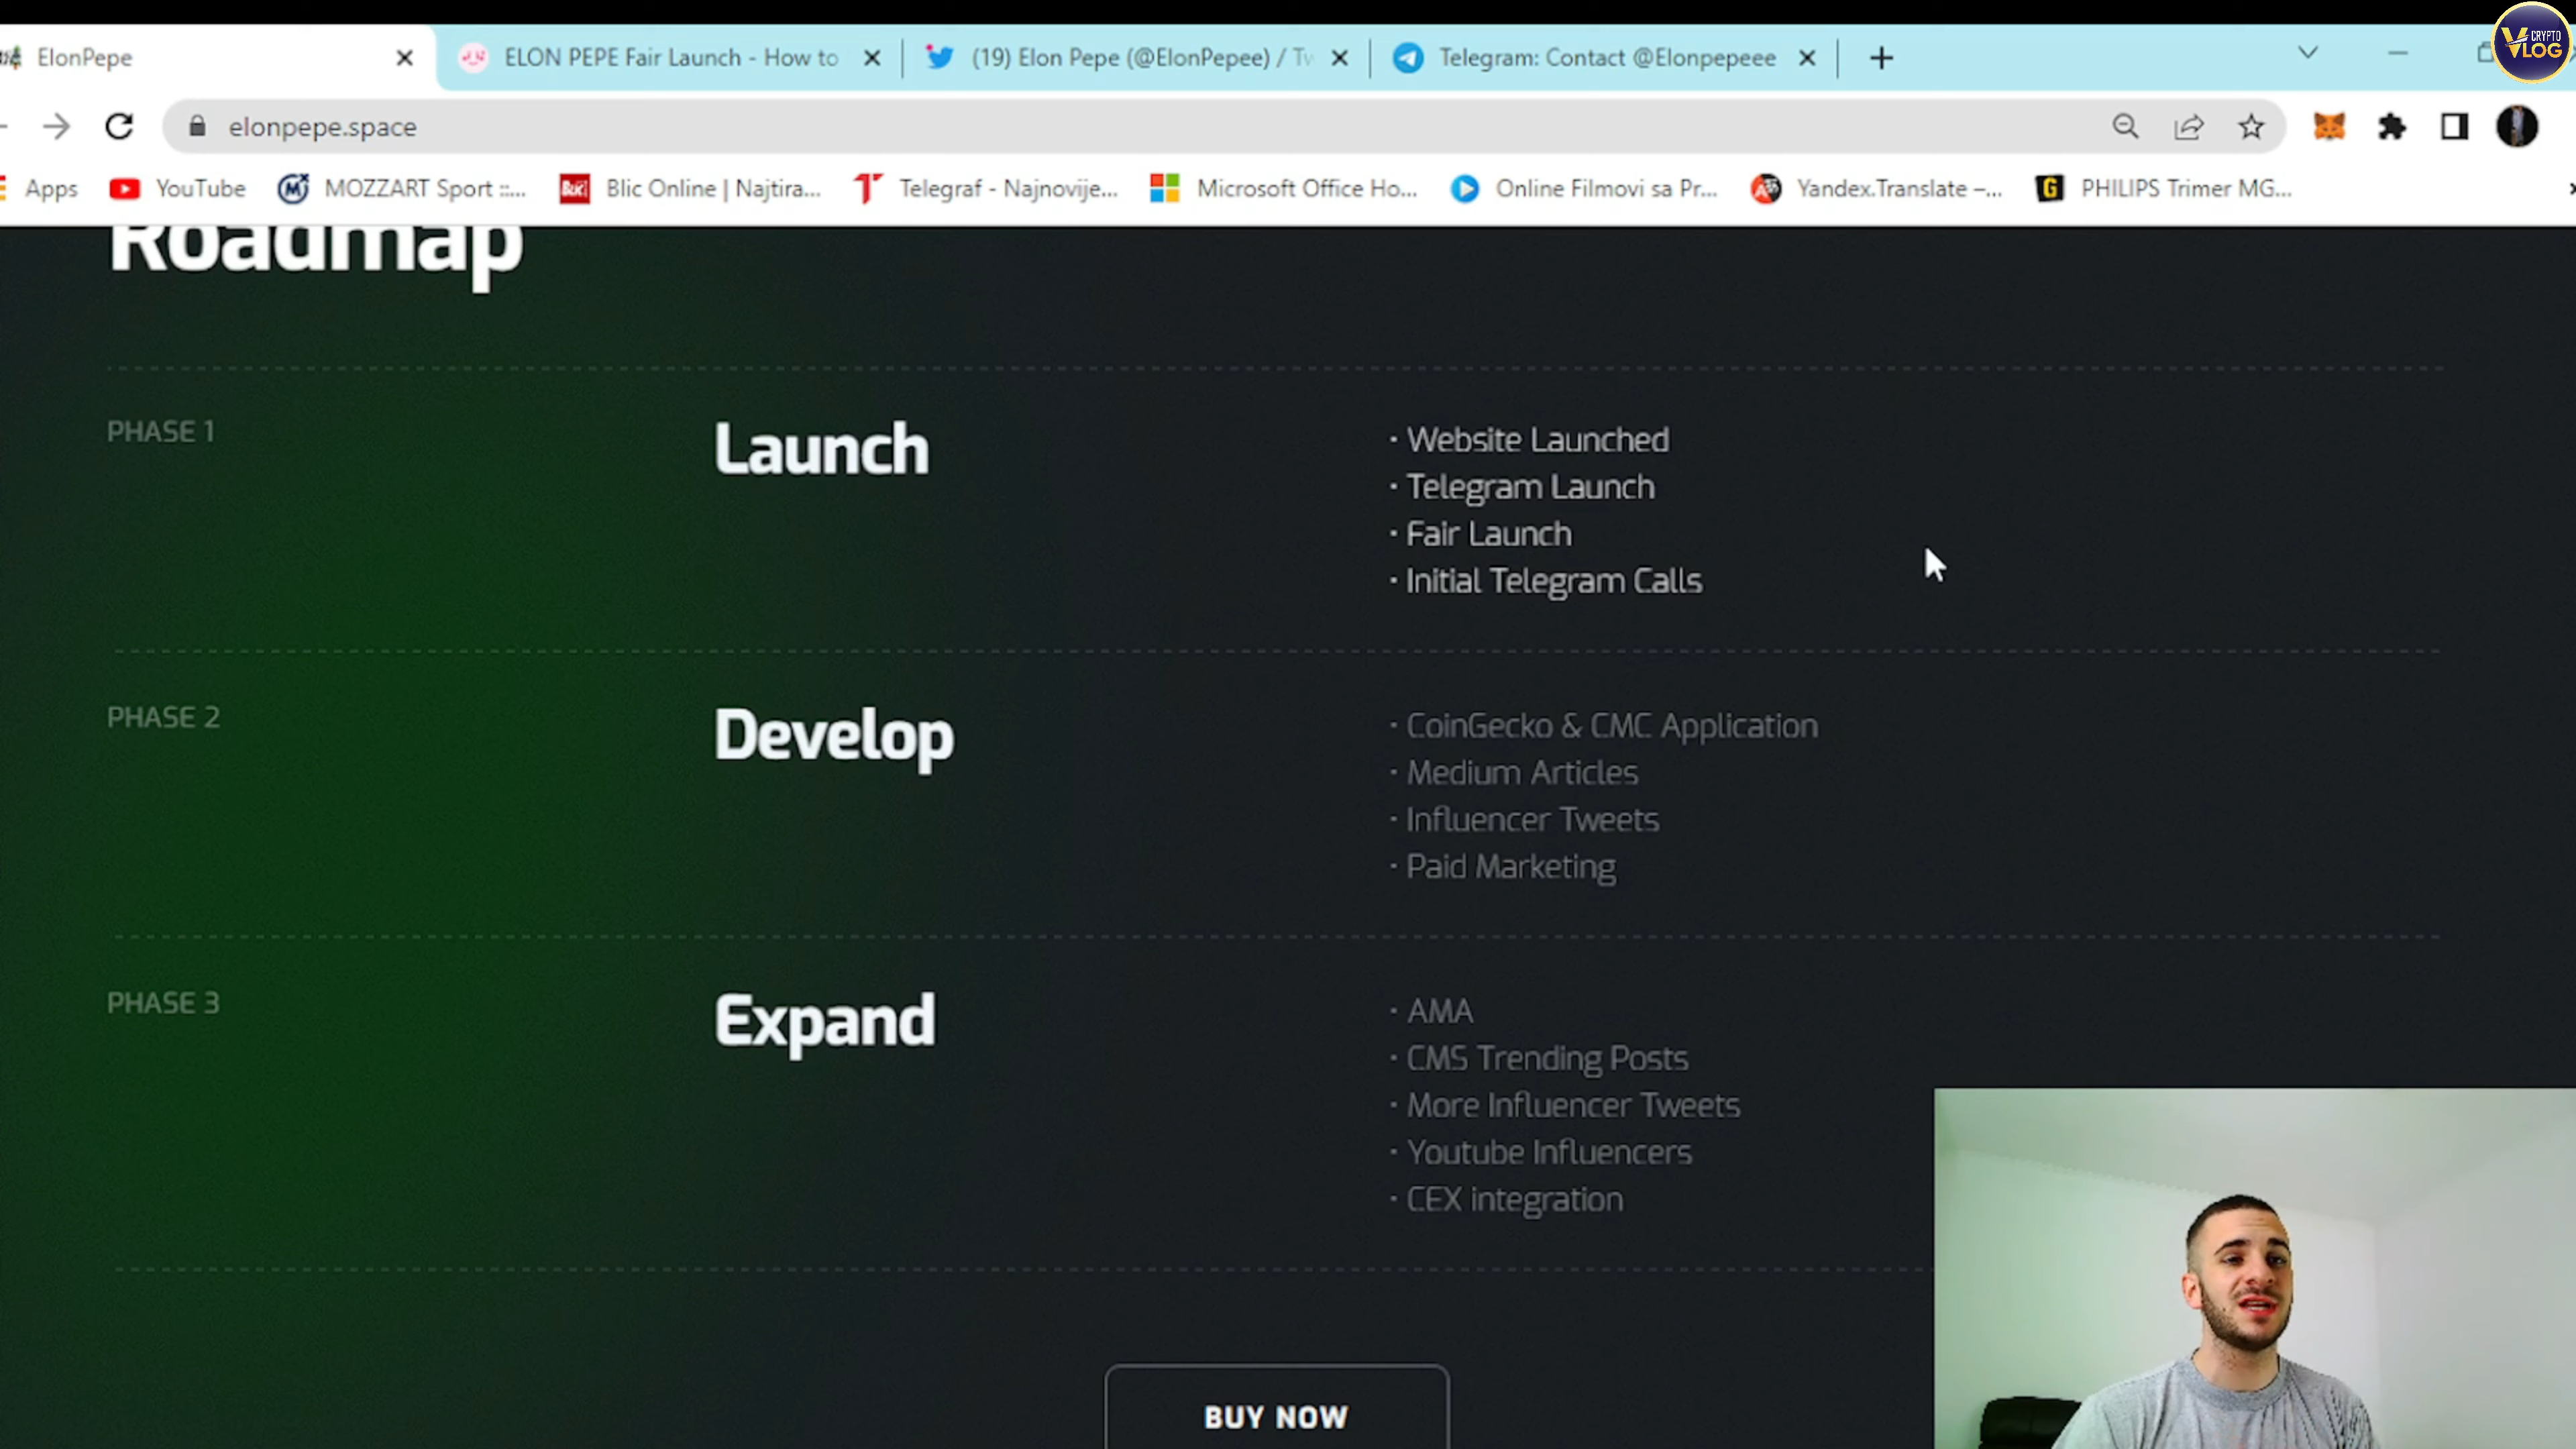 CRYPTO
VLOG
ElonPepe
ELON PEPE Fair Launch - How to
(19) Elon Pepe (@ElonPepee) / Tw
Telegram: Contact @Elonpepeee
elonpepe.space
Apps
YouTube
MOZZART Sport ::...
Blic Online | Najtira...
Telegraf - Najnovije...
Microsoft Office Ho...
Online Filmovi sa Pr...
Yandex.Translate –...
PHILIPS Trimer MG...
Roadmap
PHASE 1
Launch
· Website Launched
· Telegram Launch
· Fair Launch
· Initial Telegram Calls
PHASE 2
Develop
· CoinGecko & CMC Application
· Medium Articles
· Influencer Tweets
· Paid Marketing
PHASE 3
Expand
· AMA
· CMS Trending Posts
· More Influencer Tweets
· Youtube Influencers
· CEX integration
BUY NOW